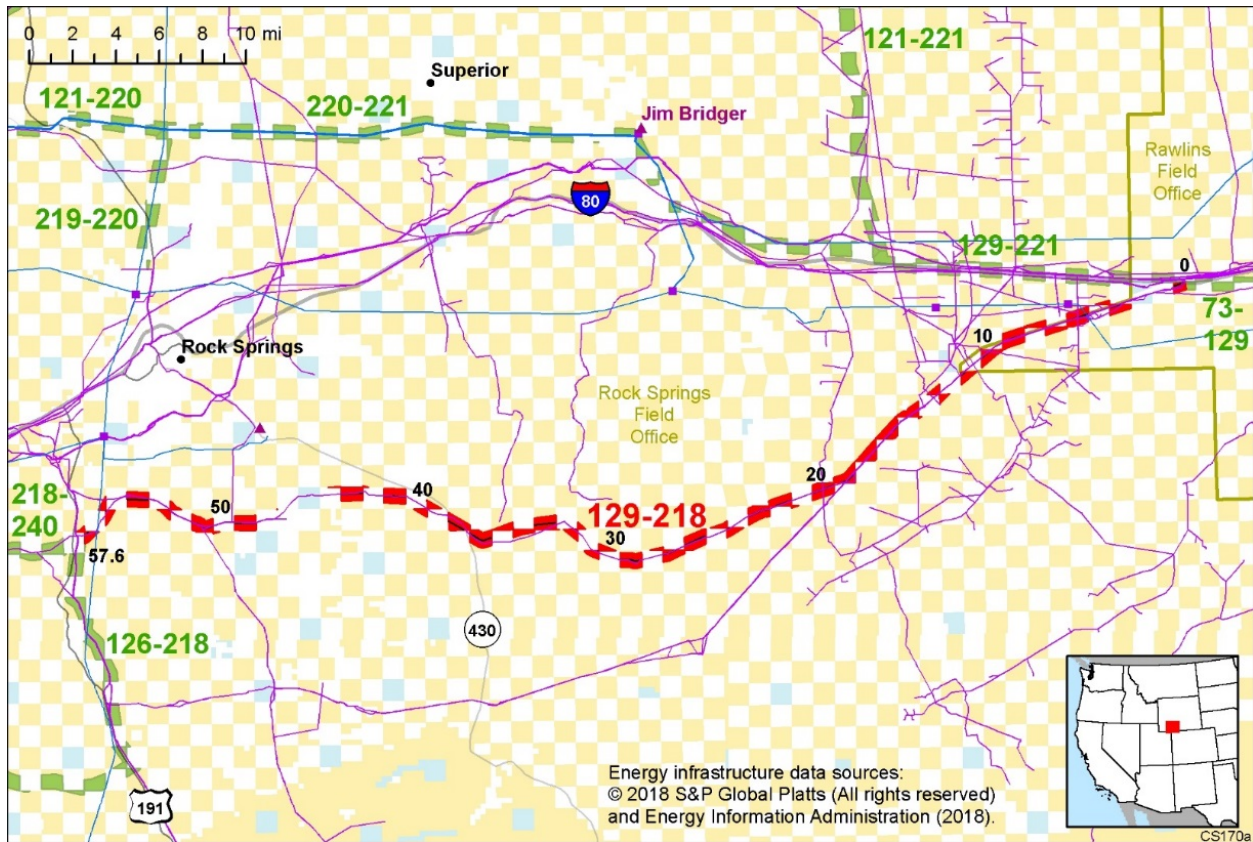 0 2 4 6 8 10 mi
Superior
121-221
121-220
220-221
Jim Bridger
Rawlins
Field
Office
80
219-220
129-221
0
73-
129
10
Rock Springs
Rock Springs
Field
Office
20
218-
240
50
40
129-218
30
57.6
430
126-218
191
Energy infrastructure data sources:
© 2018 S&P Global Platts (All rights reserved)
and Energy Information Administration (2018).
CS170a